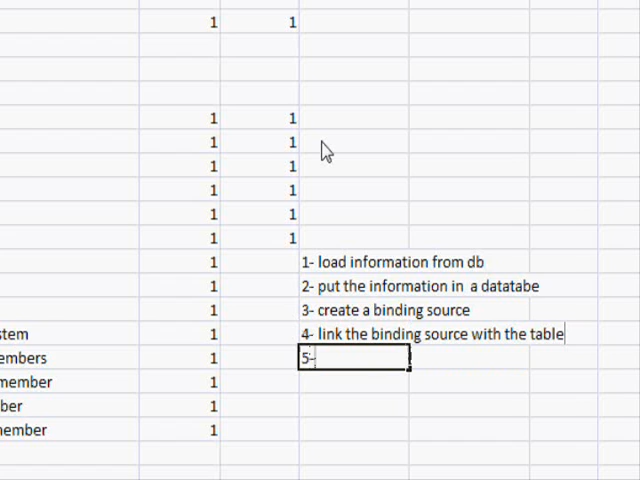 1 1
1 1
1 1
1 1
1 1
1 1
1 1
1 1- load information from db
1 2- put the information in a datatabe
1 3- create a binding source
stem 1 4- link the binding source with the table
embers 1 5-
member 1
ber 1
member 1